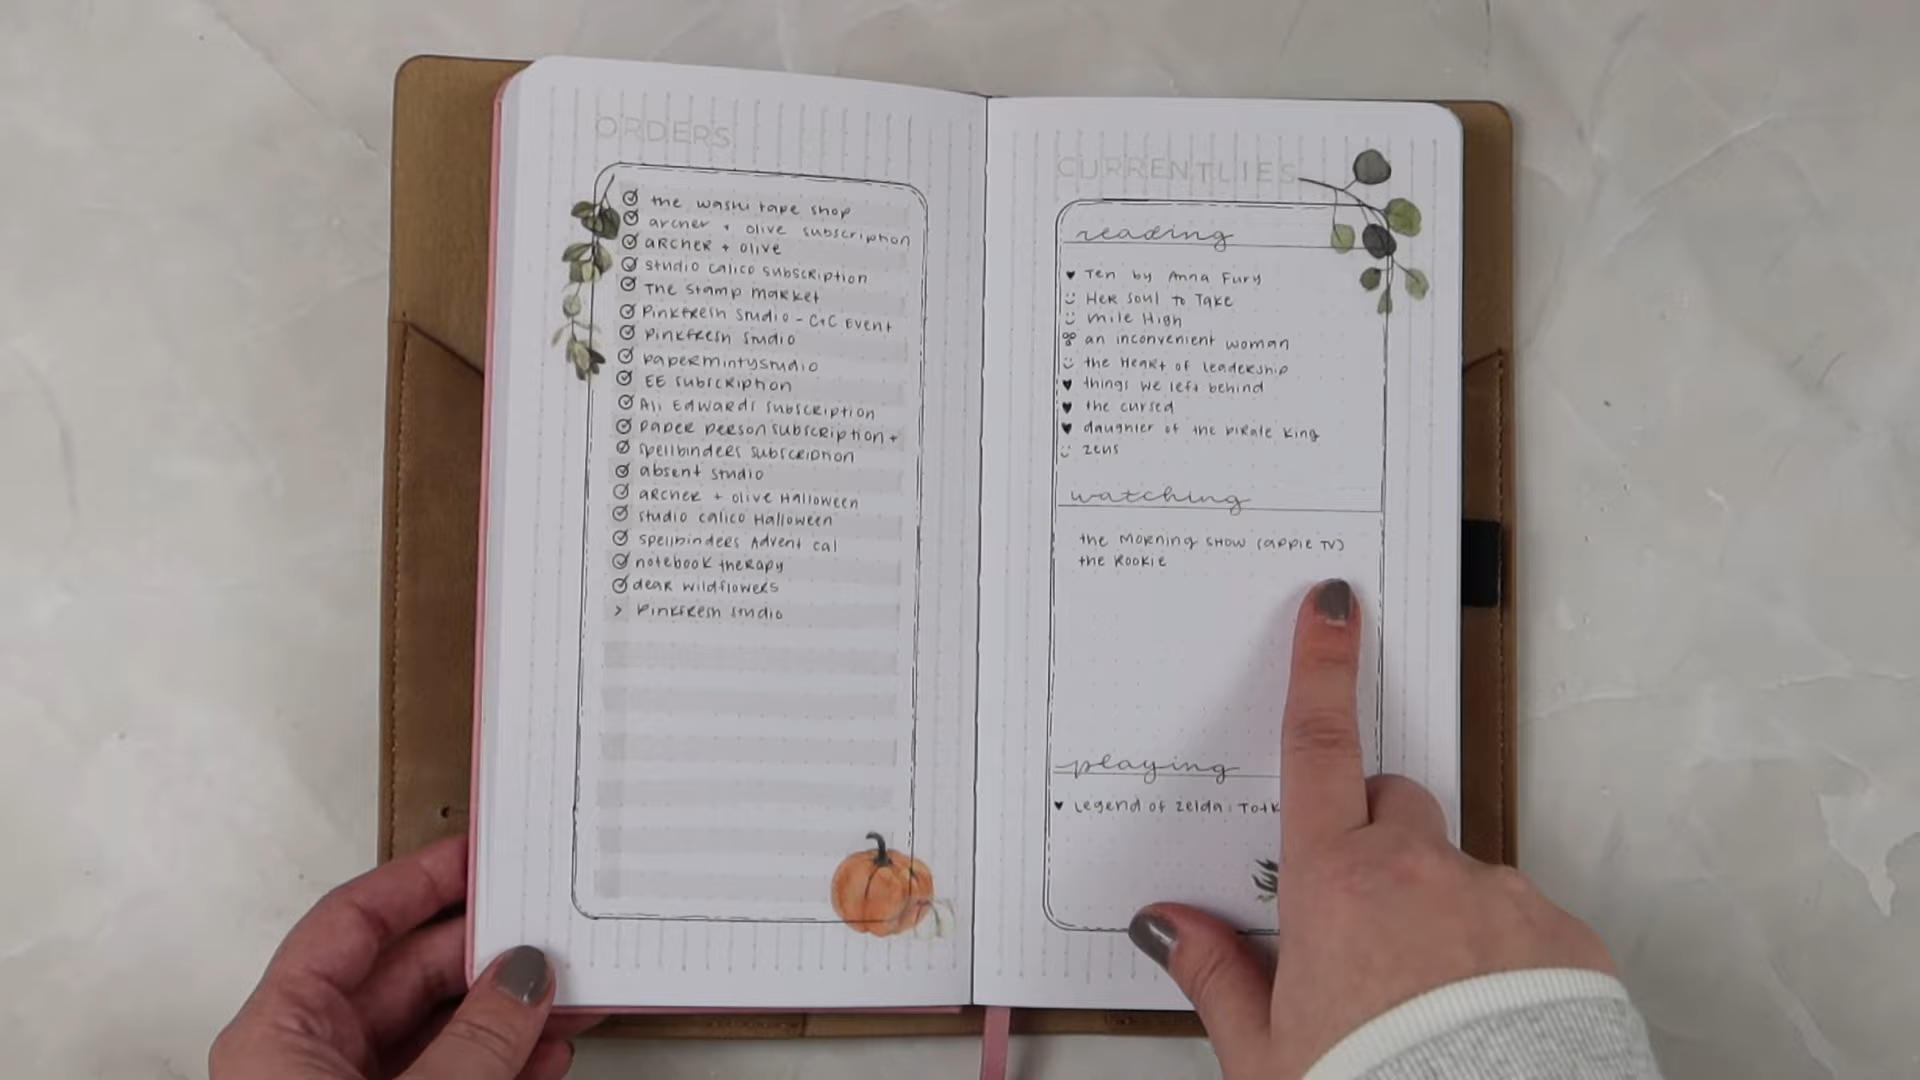 ORDERS
the washi tape shop
archer + olive subscription
archer + olive
studio calico subscription
The stamp market
Pinkfresh Studio - C+C Event
Pinkfresh Studio
papermintystudio
EE subscription
Ali Edwards subscription
paper person subscription +
spellbinders subscription
absent studio
archer + olive Halloween
studio calico Halloween
spellbinders Advent cal
notebook therapy
dear wildflowers
> Pinkfresh Studio
CURRENTLIES
reading
♥ Ten by Anna Fury
Her Soul to Take
Mile High
an inconvenient woman
the Heart of leadership
♥ things we left behind
♥ the cursed
♥ daughter of the pirate king
zeus
watching
the Morning Show (apple TV)
the Rookie
playing
♥ Legend of Zelda: TotK